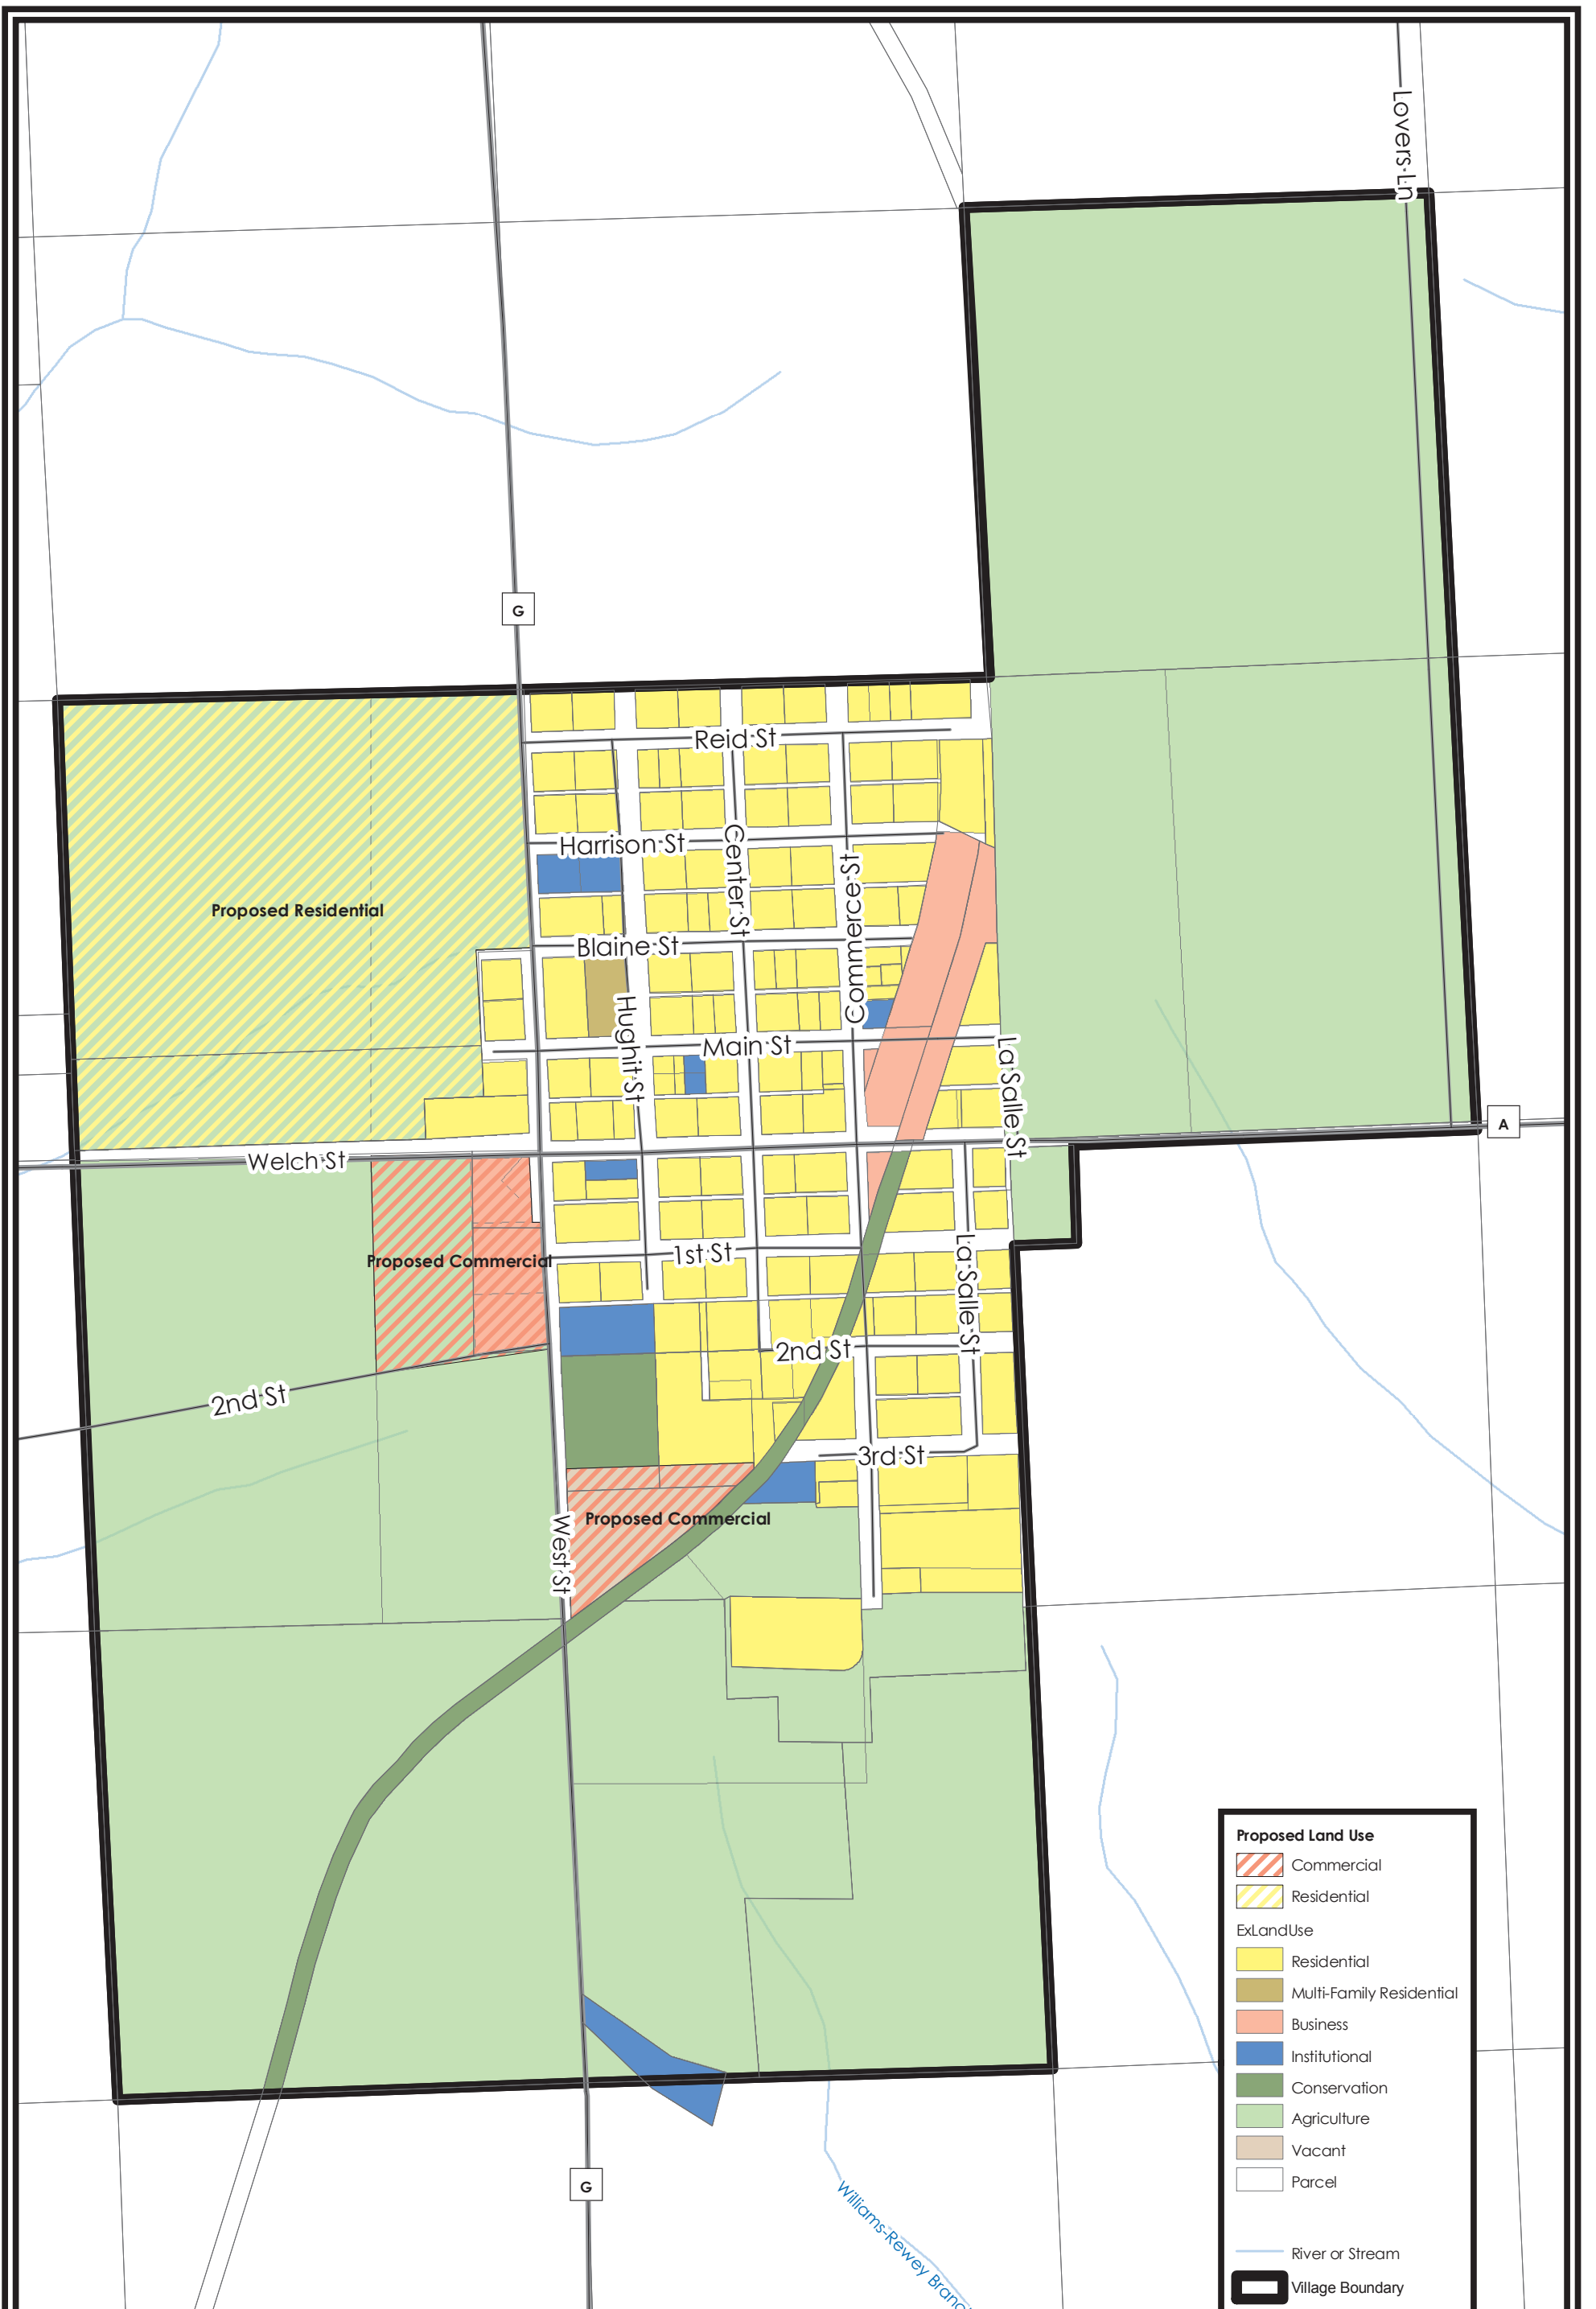 Lovers Ln
G
Reid St
Harrison St
Center St
Commerce St
Proposed Residential
Blaine St
Hughit St
Main St
La Salle St
A
Welch St
Proposed Commercial
1st St
La Salle St
2nd St
2nd St
3rd St
West St
Proposed Commercial
G
Williams-Rewey Branc
Proposed Land Use
Commercial
Residential
ExLandUse
Residential
Multi-Family Residential
Business
Institutional
Conservation
Agriculture
Vacant
Parcel
River or Stream
Village Boundary